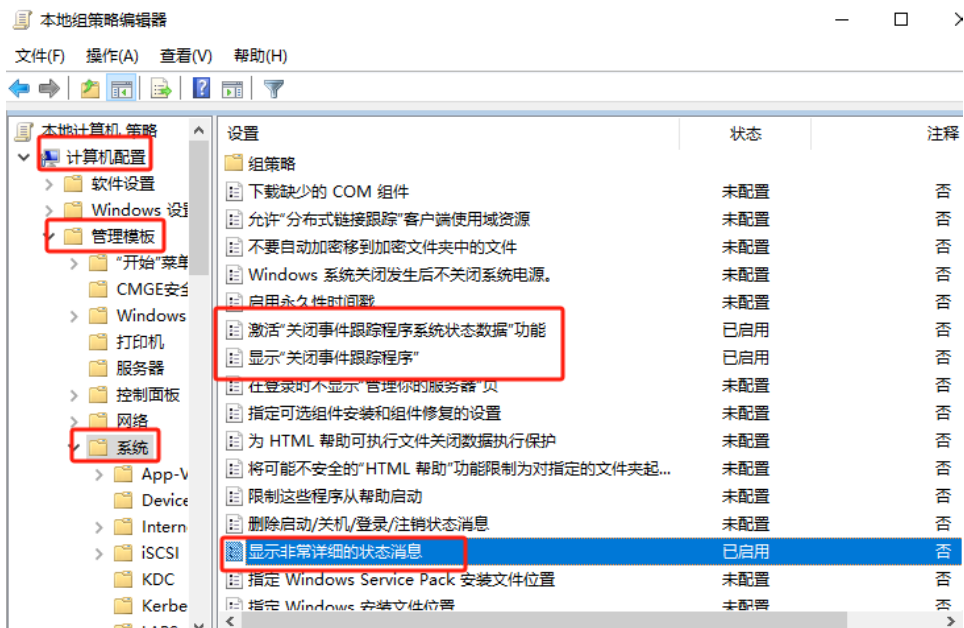 本地组策略编辑器
文件(F) 操作(A) 查看(V) 帮助(H)
本地计算机 策略
计算机配置
软件设置
Windows 设
管理模板
"开始"菜单
CMGE安全
Windows
打印机
服务器
控制面板
网络
系统
App-V
Device
Intern
iSCSI
KDC
Kerbe
设置 状态 注释
组策略
下载缺少的 COM 组件 未配置 否
允许"分布式链接跟踪"客户端使用域资源 未配置 否
不要自动加密移到加密文件夹中的文件 未配置 否
Windows 系统关闭发生后不关闭系统电源。 未配置 否
启用永久性时间戳 未配置 否
激活"关闭事件跟踪程序系统状态数据"功能 已启用 否
显示"关闭事件跟踪程序" 已启用 否
在登录时不显示"管理你的服务器"页 未配置 否
指定可选组件安装和组件修复的设置 未配置 否
为 HTML 帮助可执行文件关闭数据执行保护 未配置 否
将可能不安全的"HTML 帮助"功能限制为对指定的文件夹起... 未配置 否
限制这些程序从帮助启动 未配置 否
删除启动/关机/登录/注销状态消息 未配置 否
显示非常详细的状态消息 已启用 否
指定 Windows Service Pack 安装文件位置 未配置 否
指定 Windows 安装文件位置 未配置 否